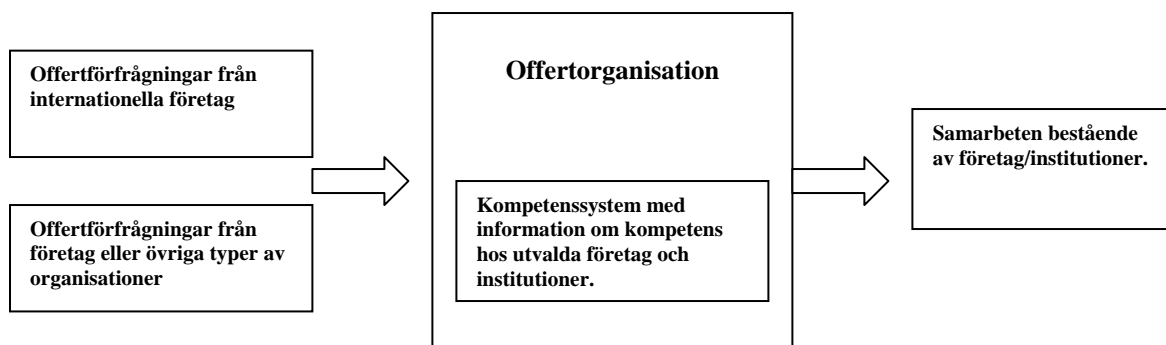 Offertförfrågningar från
internationella företag
Offertförfrågningar från
företag eller övriga typer av
organisationer
Offertorganisation
Kompetenssystem med
information om kompetens
hos utvalda företag och
institutioner.
Samarbeten bestående
av företag/institutioner.